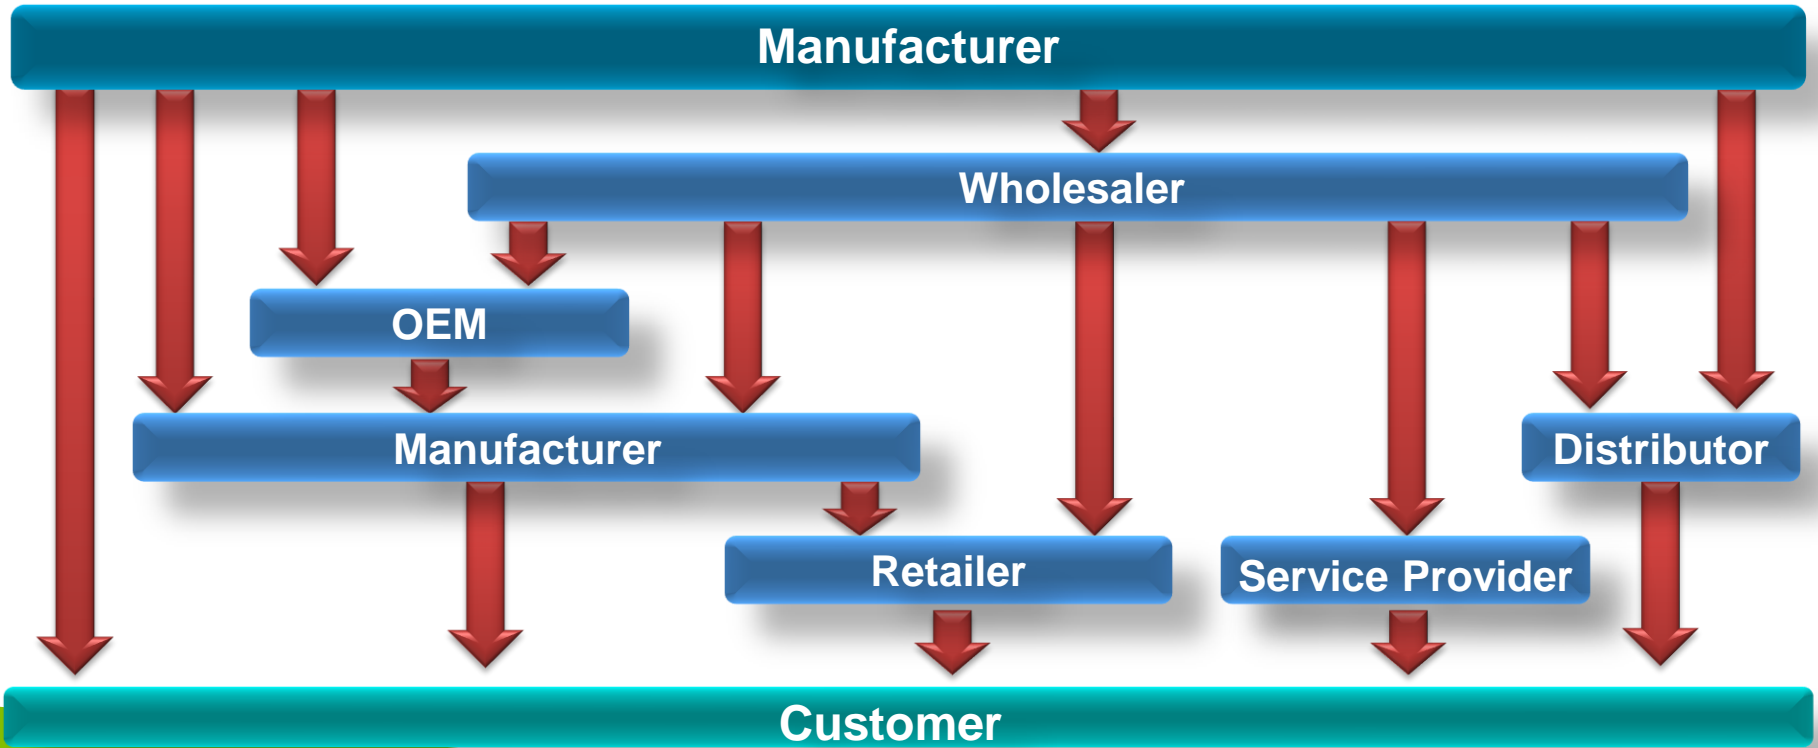 Manufacturer
Wholesaler
OEM
Manufacturer
Distributor
Retailer
Service Provider
Customer